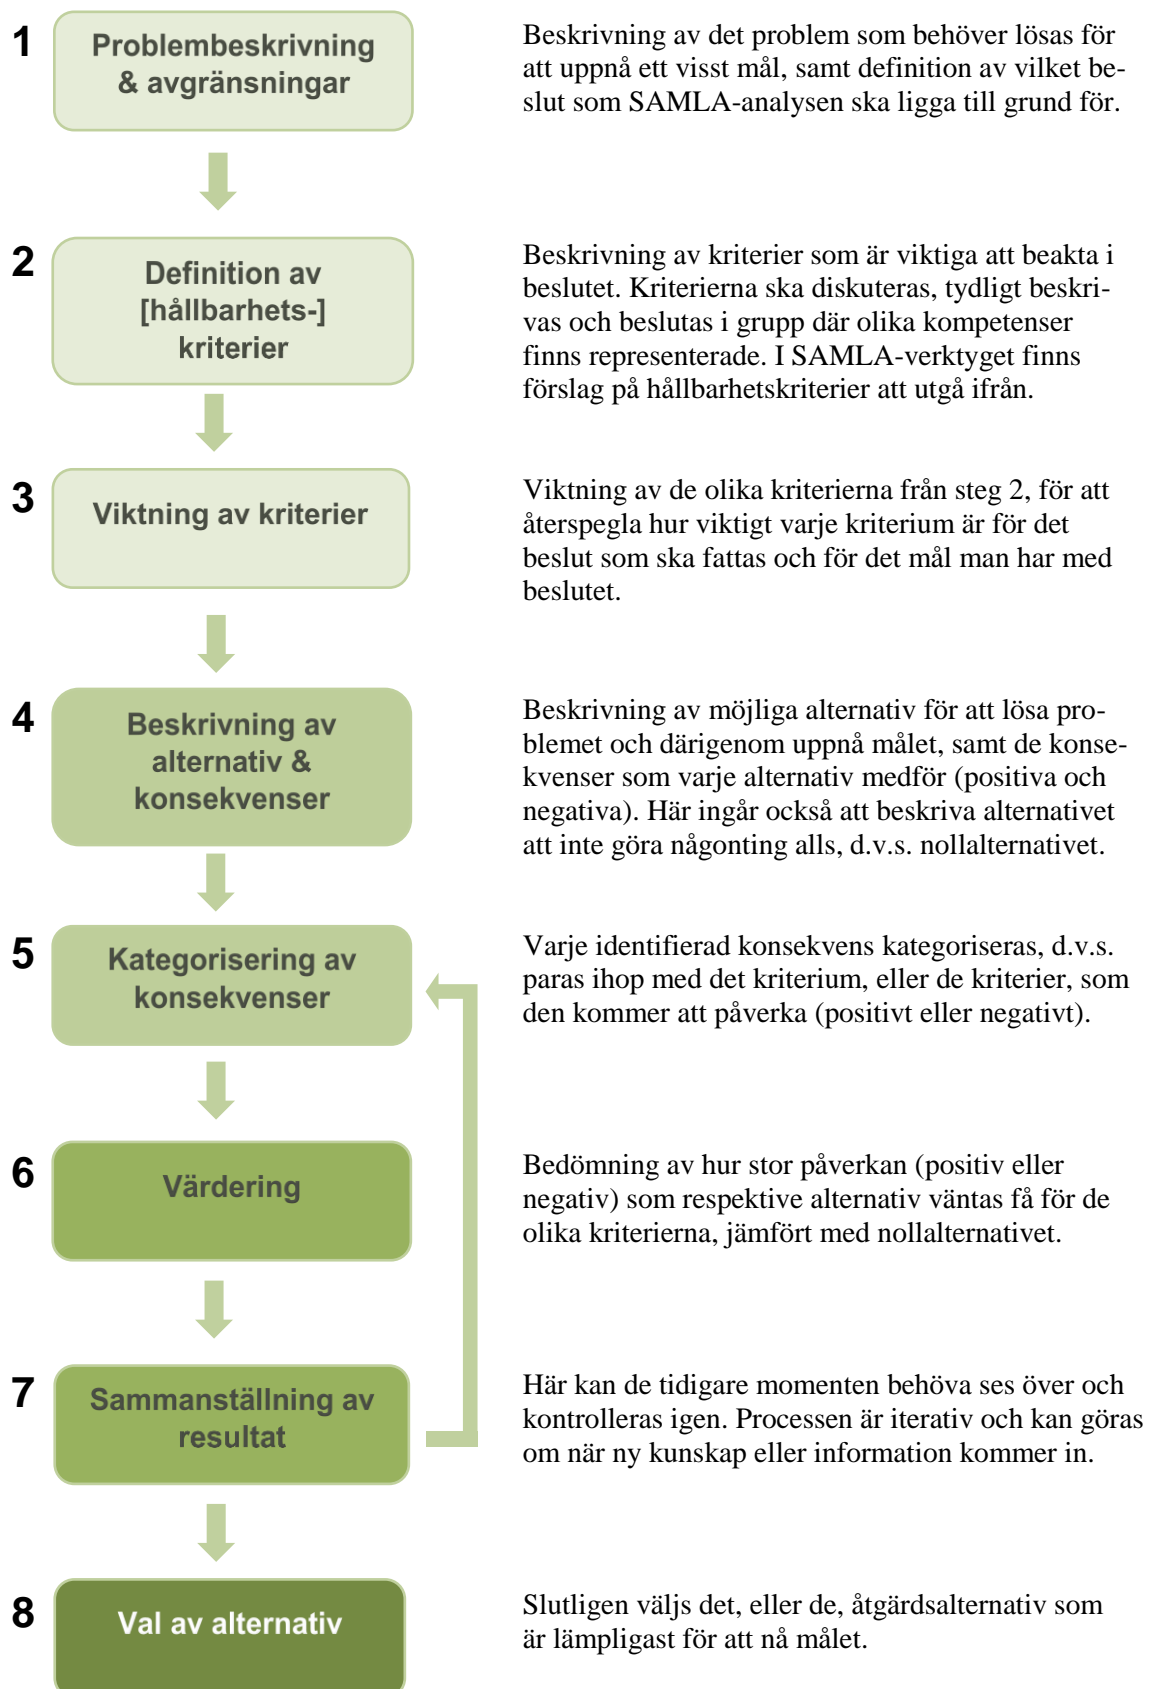 1
Problembeskrivning
& avgränsningar
Beskrivning av det problem som behöver lösas för
att uppnå ett visst mål, samt definition av vilket be-
slut som SAMLA-analysen ska ligga till grund för.
2
Definition av
[hållbarhets-]
kriterier
Beskrivning av kriterier som är viktiga att beakta i
beslutet. Kriterierna ska diskuteras, tydligt beskri-
vas och beslutas i grupp där olika kompetenser
finns representerade. I SAMLA-verktyget finns
förslag på hållbarhetskriterier att utgå ifrån.
3
Viktning av kriterier
Viktning av de olika kriterierna från steg 2, för att
återspegla hur viktigt varje kriterium är för det
beslut som ska fattas och för det mål man har med
beslutet.
4
Beskrivning av
alternativ &
konsekvenser
Beskrivning av möjliga alternativ för att lösa pro-
blemet och därigenom uppnå målet, samt de konse-
kvenser som varje alternativ medför (positiva och
negativa). Här ingår också att beskriva alternativet
att inte göra någonting alls, d.v.s. nollalternativet.
5
Kategorisering av
konsekvenser
Varje identifierad konsekvens kategoriseras, d.v.s.
paras ihop med det kriterium, eller de kriterier, som
den kommer att påverka (positivt eller negativt).
6
Värdering
Bedömning av hur stor påverkan (positiv eller
negativ) som respektive alternativ väntas få för de
olika kriterierna, jämfört med nollalternativet.
7
Sammanställning av
resultat
Här kan de tidigare momenten behöva ses över och
kontrolleras igen. Processen är iterativ och kan göras
om när ny kunskap eller information kommer in.
8
Val av alternativ
Slutligen väljs det, eller de, åtgärdsalternativ som
är lämpligast för att nå målet.